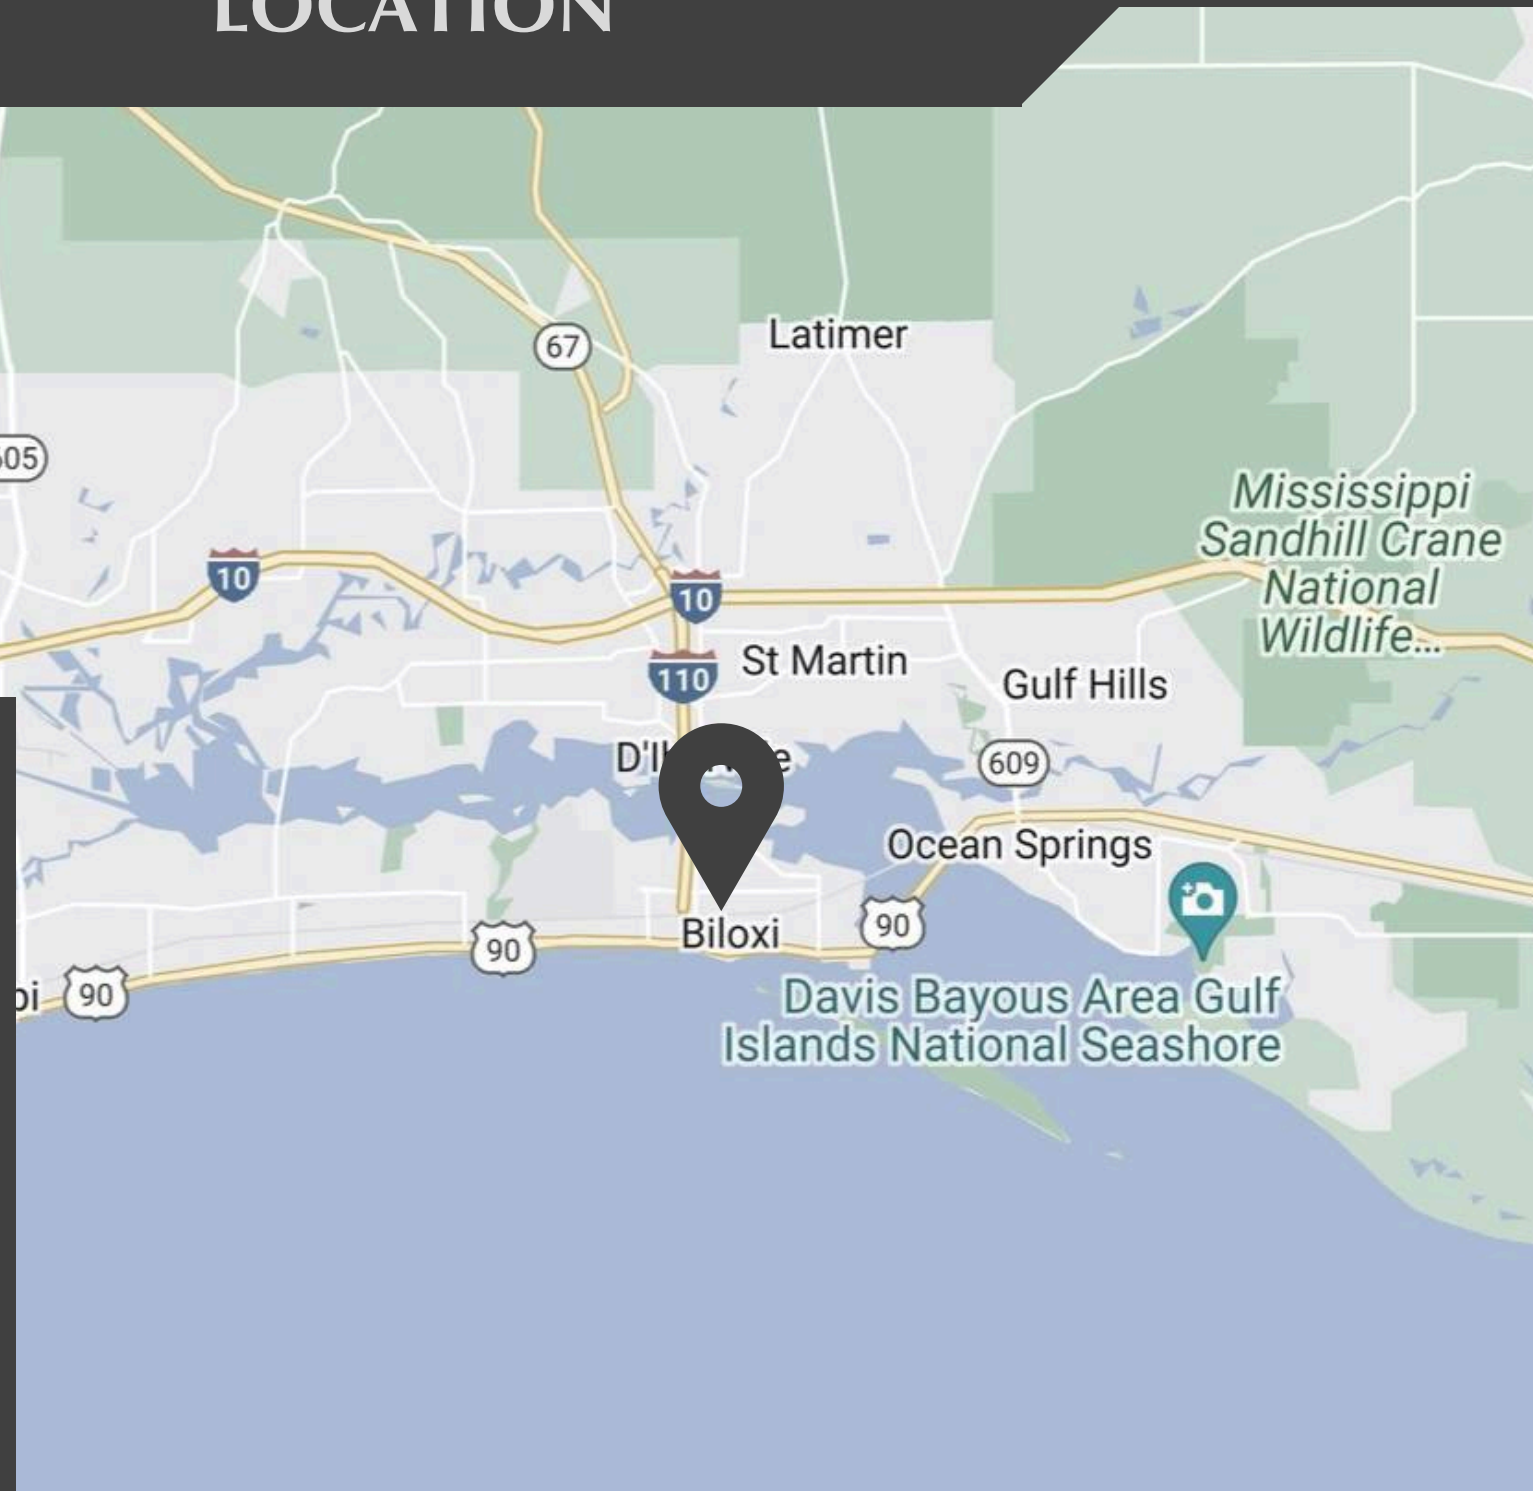 LOCATION
67
Latimer
605
Mississippi
Sandhill Crane
National
Wildlife...
10
10
110
St Martin
Gulf Hills
609
Ocean Springs
90
90
Biloxi
90
Davis Bayous Area Gulf
Islands National Seashore